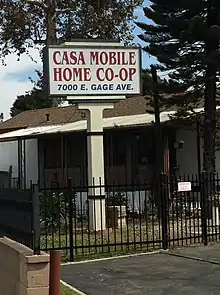 CASA MOBILE
HOME CO-OP
7000 E. GAGE AVE.